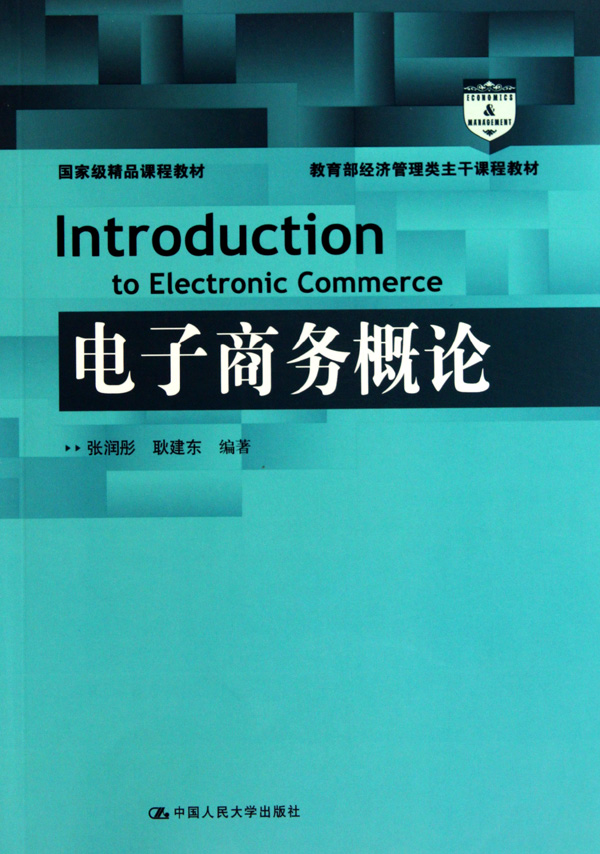 ECONOMICS
&
MANAGEMENT
国家级精品课程教材 教育部经济管理类主干课程教材
Introduction
to Electronic Commerce
电子商务概论
张润彤 耿建东 编著
中国人民大学出版社